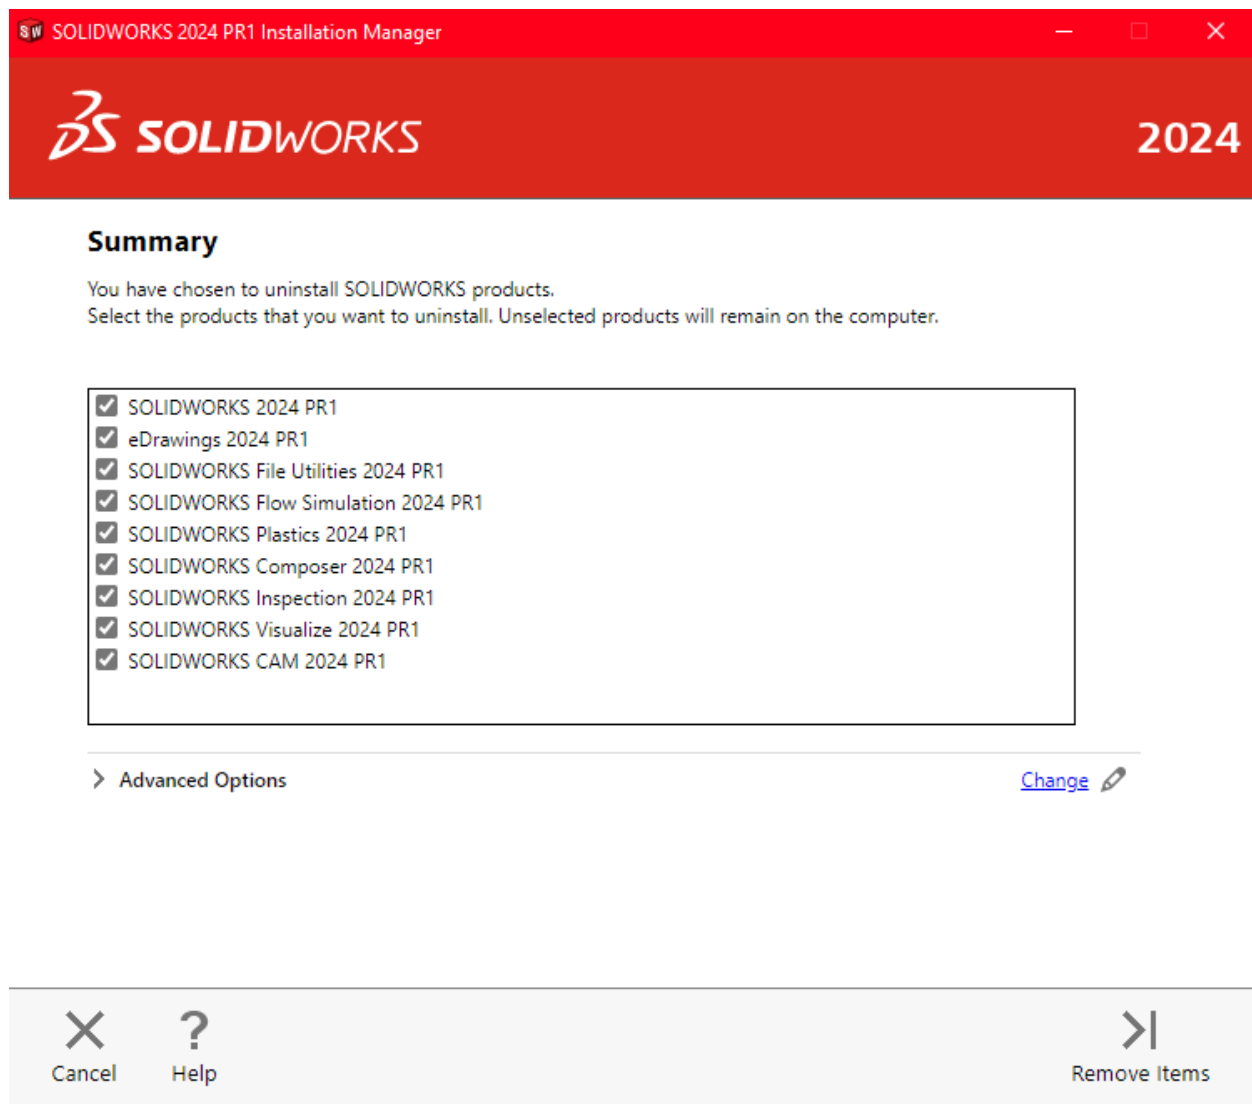 SOLIDWORKS 2024 PR1 Installation Manager
SOLIDWORKS
2024
Summary
You have chosen to uninstall SOLIDWORKS products.
Select the products that you want to uninstall. Unselected products will remain on the computer.
SOLIDWORKS 2024 PR1
eDrawings 2024 PR1
SOLIDWORKS File Utilities 2024 PR1
SOLIDWORKS Flow Simulation 2024 PR1
SOLIDWORKS Plastics 2024 PR1
SOLIDWORKS Composer 2024 PR1
SOLIDWORKS Inspection 2024 PR1
SOLIDWORKS Visualize 2024 PR1
SOLIDWORKS CAM 2024 PR1
Advanced Options
Change
Cancel
Help
Remove Items